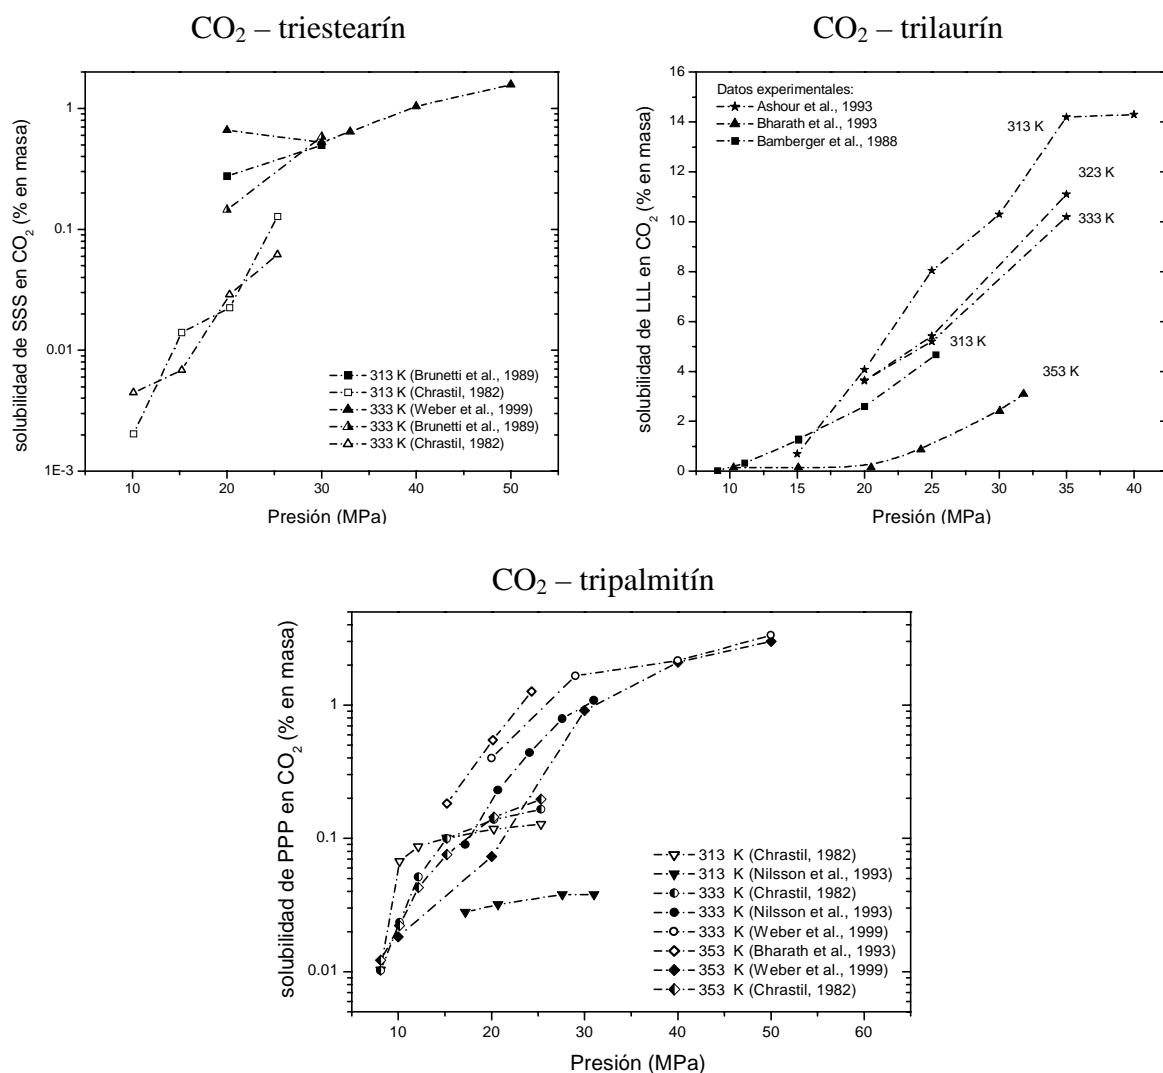 CO2 – triestearín
solubilidad de SSS en CO2 (% en masa)
1
0.1
0.01
1E-3
313 K (Brunetti et al., 1989)
313 K (Chrastil, 1982)
333 K (Weber et al., 1999)
333 K (Brunetti et al., 1989)
333 K (Chrastil, 1982)
10 20 30 40 50
Presión (MPa)
CO2 – trilaurín
solubilidad de LLL en CO2 (% en masa)
16
14
12
10
8
6
4
2
0
Datos experimentales:
Ashour et al., 1993
Bharath et al., 1993
Bamberger et al., 1988
313 K
323 K
333 K
313 K
353 K
10 15 20 25 30 35 40
Presión (MPa)
CO2 – tripalmitín
solubilidad de PPP en CO2 (% en masa)
1
0.1
0.01
313 K (Chrastil, 1982)
313 K (Nilsson et al., 1993)
333 K (Chrastil, 1982)
333 K (Nilsson et al., 1993)
333 K (Weber et al., 1999)
353 K (Bharath et al., 1993)
353 K (Weber et al., 1999)
353 K (Chrastil, 1982)
10 20 30 40 50 60
Presión (MPa)